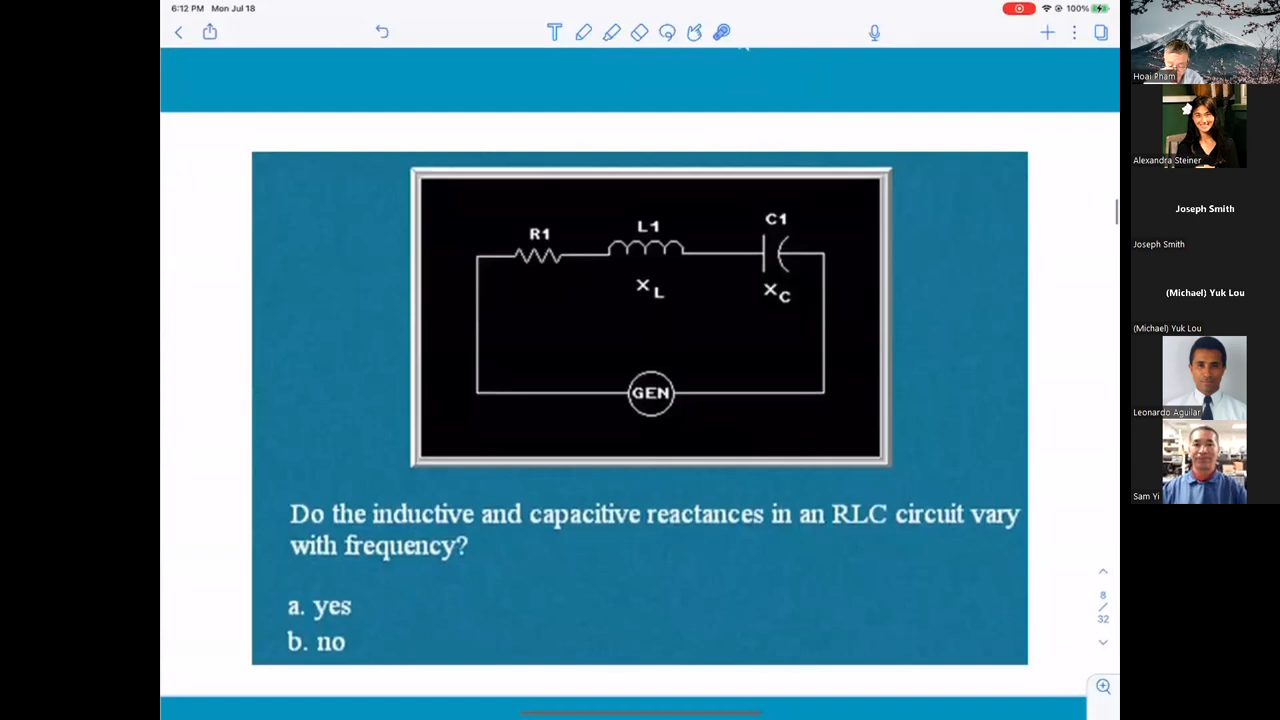 6:12 PM Mon Jul 18
100%
T
R1
L1
C1
X L
X C
GEN
Do the inductive and capacitive reactances in an RLC circuit vary
with frequency?
a. yes
b. no
8
/
32
Hoai Pham
Alexandra Steiner
Joseph Smith
Joseph Smith
(Michael) Yuk Lou
(Michael) Yuk Lou
Leonardo Aguilar
Sam Yi